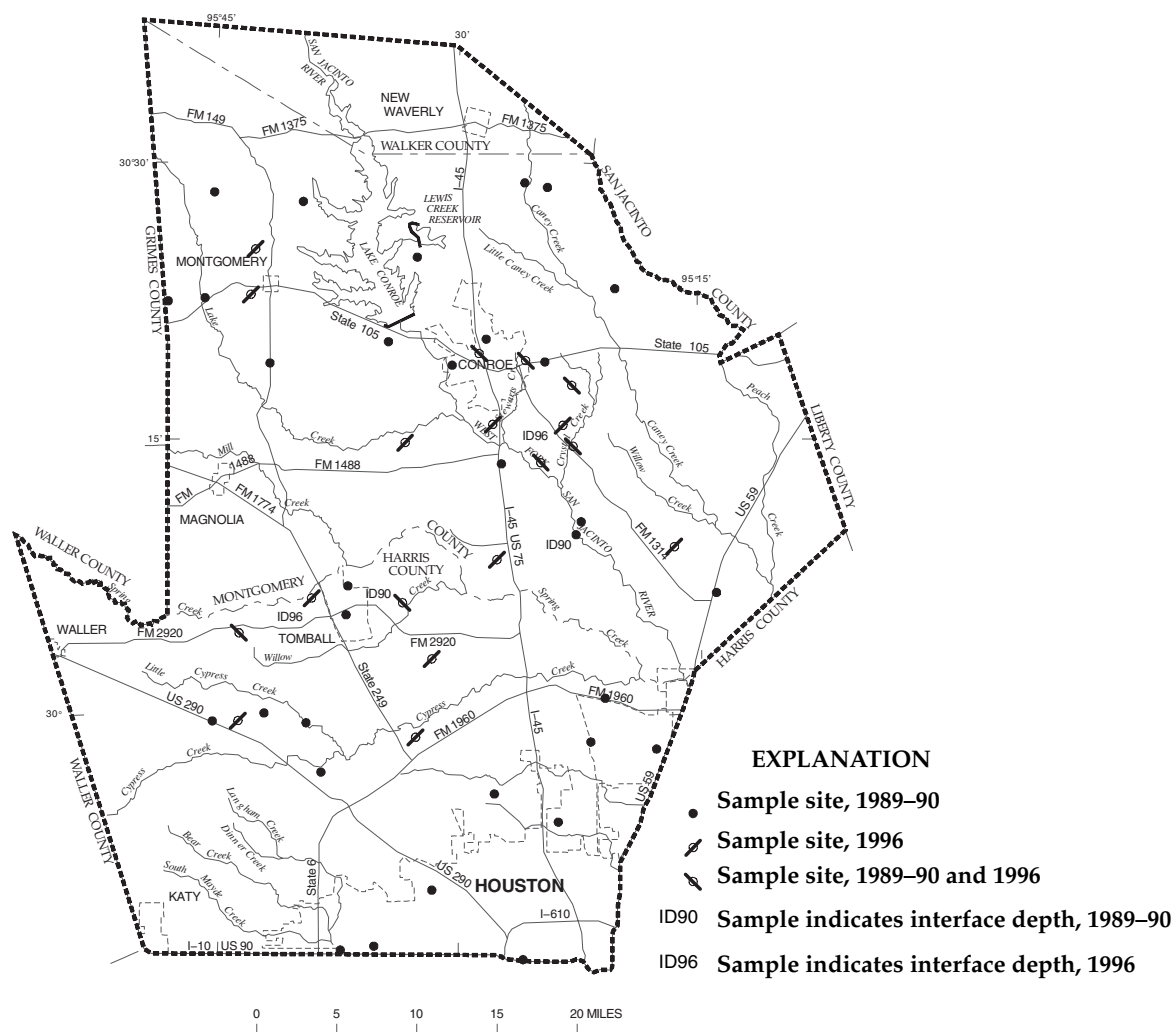 95°45'
30'
SAN JACINTO
RIVER
NEW
WAVERLY
FM 149
FM 1375
FM 1375
WALKER COUNTY
30°30'
I–45
SAN JACINTO
COUNTY
LEWIS
CREEK
RESERVOIR
Caney Creek
Little Caney Creek
GRIMES COUNTY
MONTGOMERY
LAKE CONROE
95°15'
Lake
State 105
State 105
CONROE
Stewarts Cr
Peach
LIBERTY COUNTY
WEST
FORK
ID96
Crystal Creek
Creek
15'
Mill
1488
FM 1488
Willow
Caney Creek
FM
FM 1774
Creek
Creek
US 59
MAGNOLIA
SAN
JACINTO
Creek
I–45 US 75
COUNTY
FM 1314
ID90
WALLER COUNTY
Spring
HARRIS
COUNTY
MONTGOMERY
ID90
Creek
Creek
RIVER
Spring
HARRIS COUNTY
ID96
WALLER
FM 2920
TOMBALL
FM 2920
Creek
Willow
Little
Cypress
Creek
State 249
Creek
US 290
Cypress
FM 1960
FM 1960
30°
I–45
Creek
WALLER COUNTY
Cypress
US 59
Langham
Creek
Dinner Creek
Bear
Creek
South
Mayde
Creek
State 6
US 290
HOUSTON
KATY
I–610
I–10
US 90
EXPLANATION
Sample site, 1989–90
Sample site, 1996
Sample site, 1989–90 and 1996
ID90 Sample indicates interface depth, 1989–90
ID96 Sample indicates interface depth, 1996
0 5 10 15 20 MILES